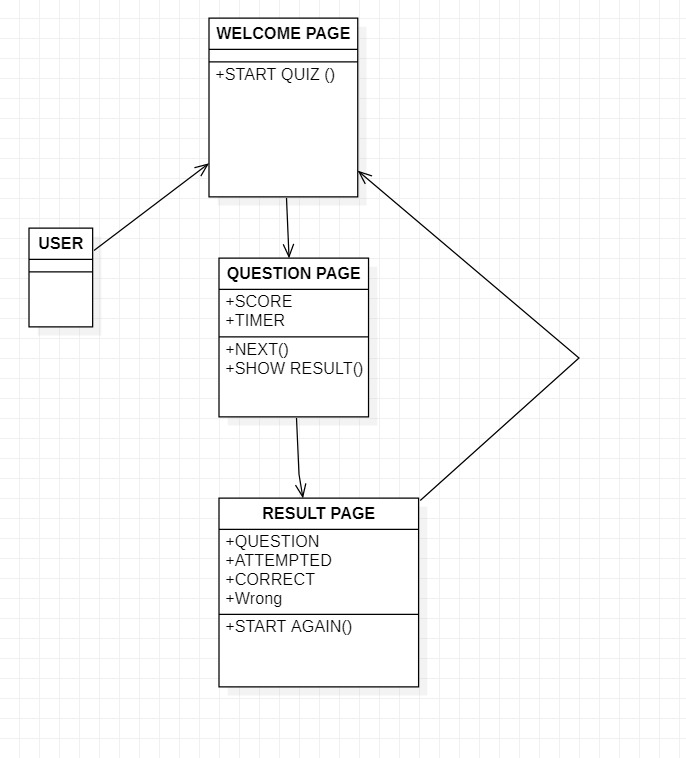 WELCOME PAGE
+START QUIZ ()
USER
QUESTION PAGE
+SCORE
+TIMER
+NEXT()
+SHOW RESULT()
RESULT PAGE
+QUESTION
+ATTEMPTED
+CORRECT
+Wrong
+START AGAIN()